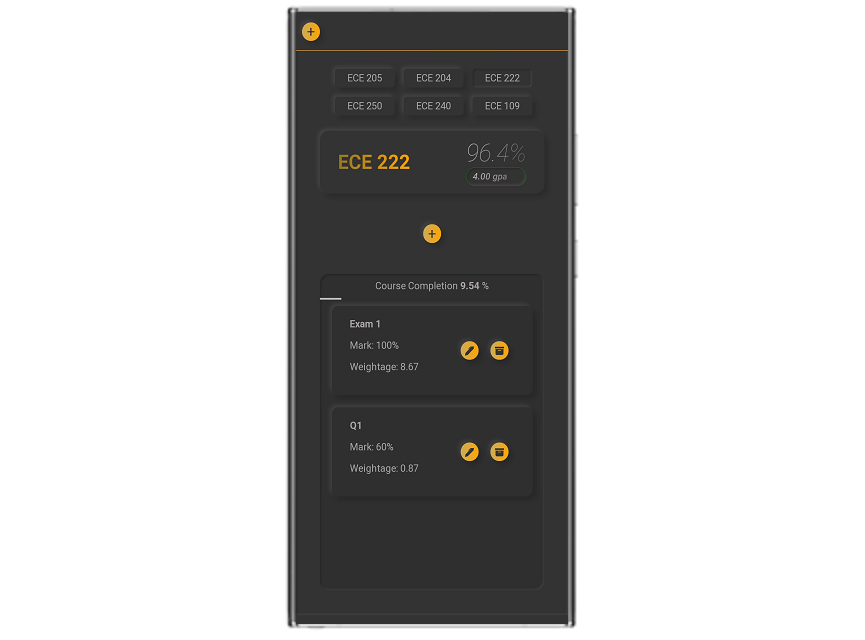 +
ECE 205 ECE 204 ECE 222
ECE 250 ECE 240 ECE 109
ECE 222
96.4%
4.00 gpa
+
Course Completion 9.54 %
Exam 1
Mark: 100%
Weightage: 8.67
Q1
Mark: 60%
Weightage: 0.87